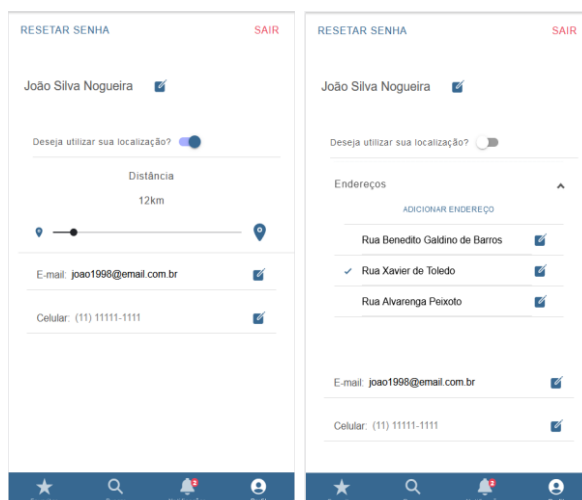 RESETAR SENHA SAIR
João Silva Nogueira
Deseja utilizar sua localização?
Distância
12km
E-mail: joao1998@email.com.br
Celular: (11) 11111-1111
2
RESETAR SENHA SAIR
João Silva Nogueira
Deseja utilizar sua localização?
Endereços
ADICIONAR ENDEREÇO
Rua Benedito Galdino de Barros
Rua Xavier de Toledo
Rua Alvarenga Peixoto
E-mail: joao1998@email.com.br
Celular: (11) 11111-1111
2